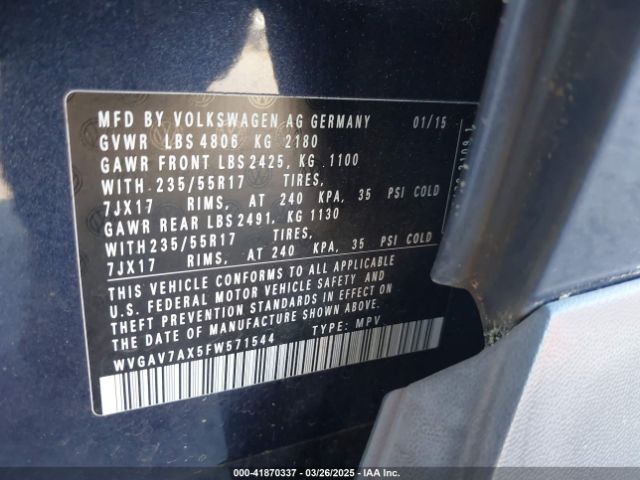 MFD BY VOLKSWAGEN AG GERMANY 01/15
GVWR LBS 4806 KG 2180
GAWR FRONT LBS 2425, KG 1100
WITH 235/55R17 TIRES,
7JX17 RIMS, AT 240 KPA, 35 PSI COLD
GAWR REAR LBS 2491, KG 1130
WITH235/55R17 TIRES,
7JX17 RIMS, AT 240 KPA, 35 PSI COLD
THIS VEHICLE CONFORMS TO ALL APPLICABLE
U.S. FEDERAL MOTOR VEHICLE SAFETY AND
THEFT PREVENTION STANDARDS IN EFFECT ON
THE DATE OF MANUFACTURE SHOWN ABOVE.
WVGAV7AX5FW571544 TYPE: MPV
000-41870337 - 03/26/2025 - IAA Inc.